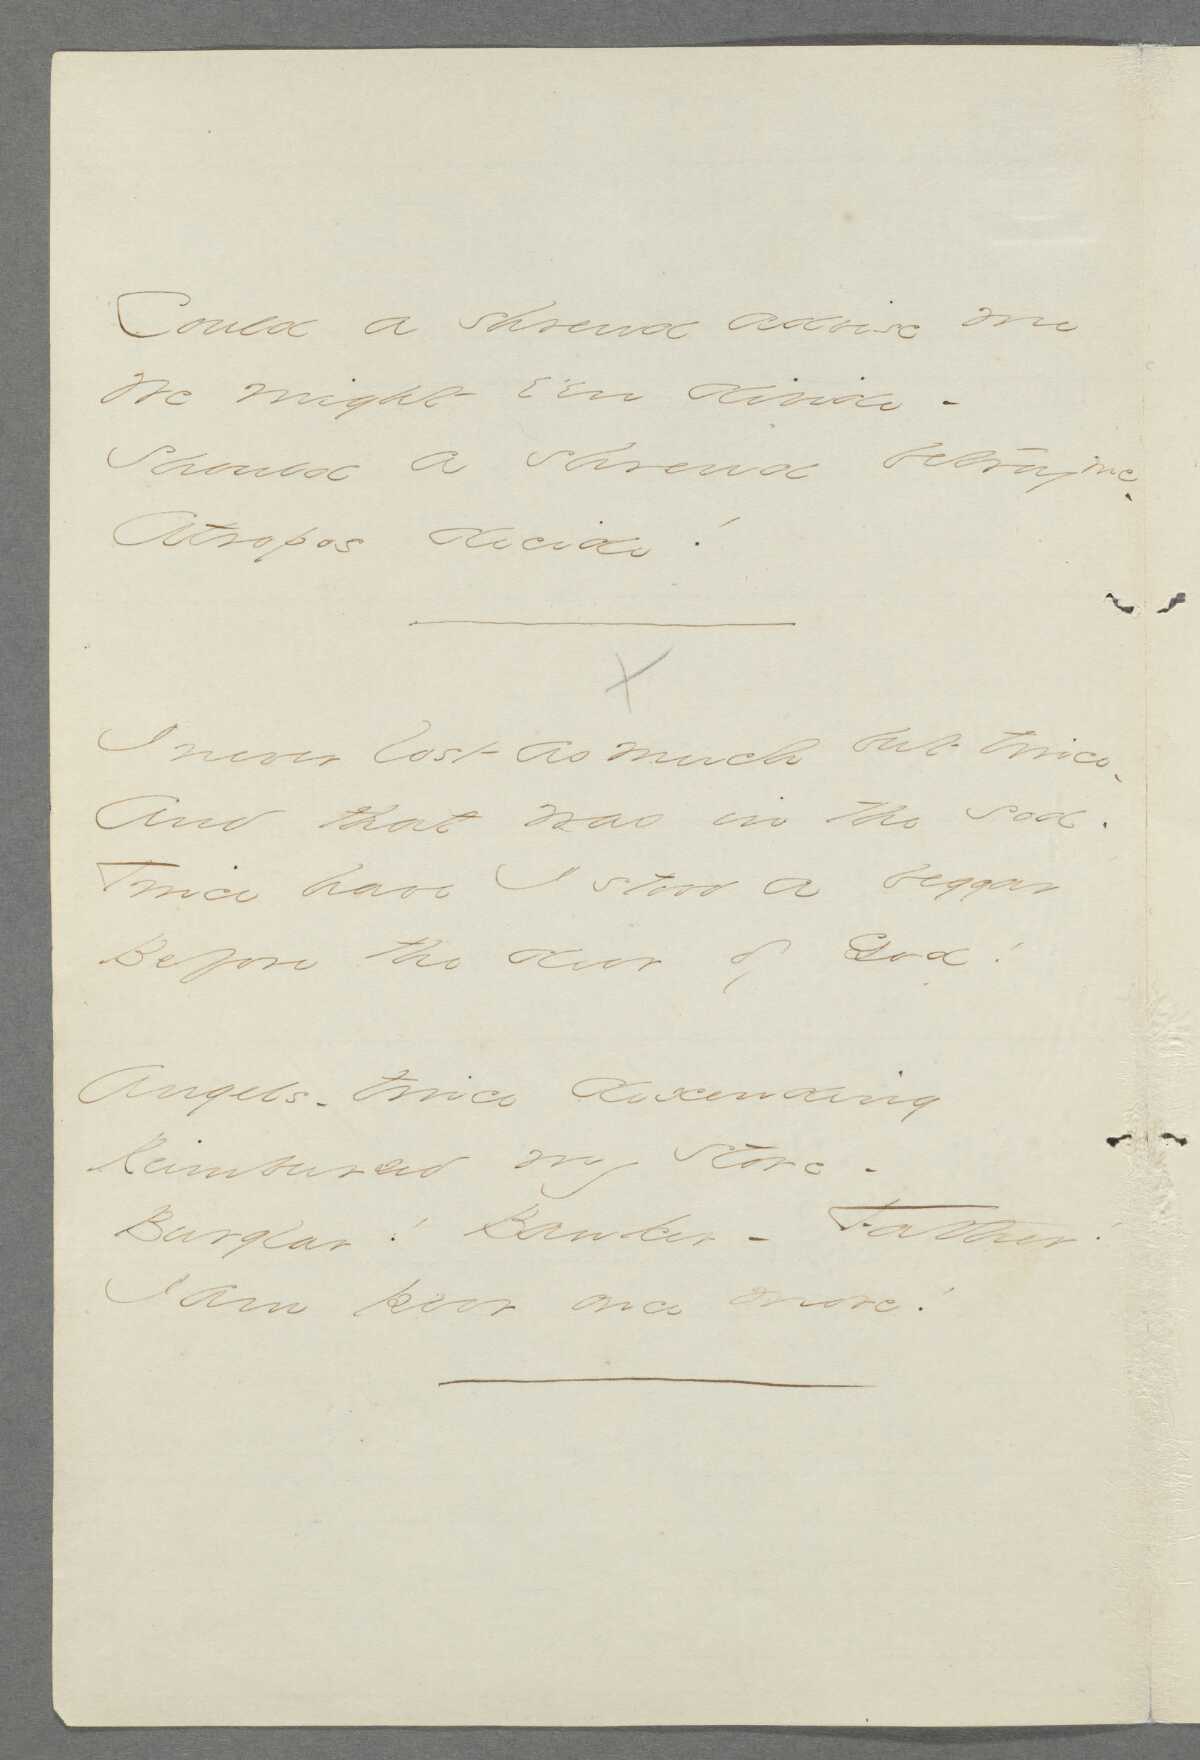 Could a shrewd advise me
We might e'en divide -
Should a shrewd betray me -
Atropos decide!
X
I never lost as much but twice -
And that was in the sod.
Twice have I stood a beggar
Before the door of God!
Angels - twice descending
Reimbursed my store -
Burglar! Banker - Father!
I am poor once more!